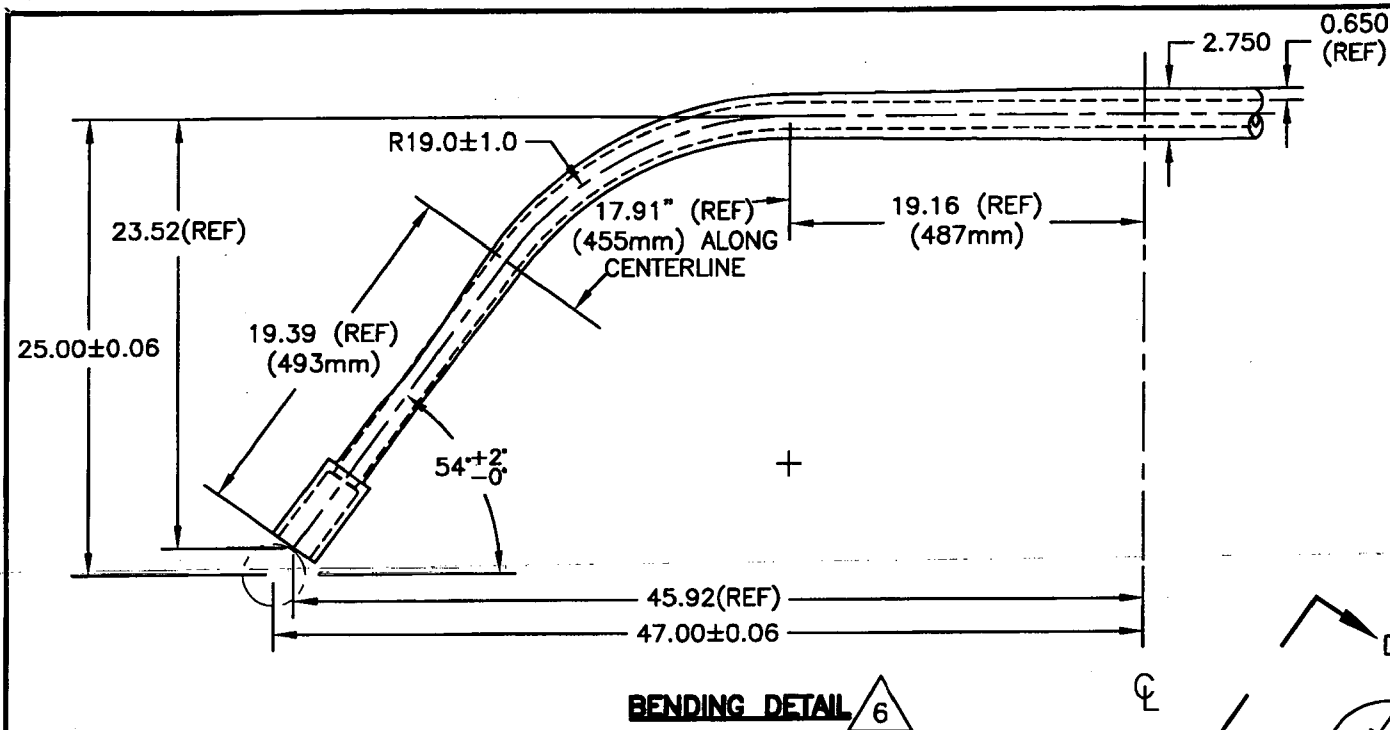 0.650
(REF)
2.750
R19.0±1.0
17.91" (REF)
(455mm) ALONG
CENTERLINE
19.16 (REF)
(487mm)
23.52(REF)
19.39 (REF)
(493mm)
25.00±0.06
54°+2°
-0°
45.92(REF)
47.00±0.06
BENDING DETAIL 6
℄